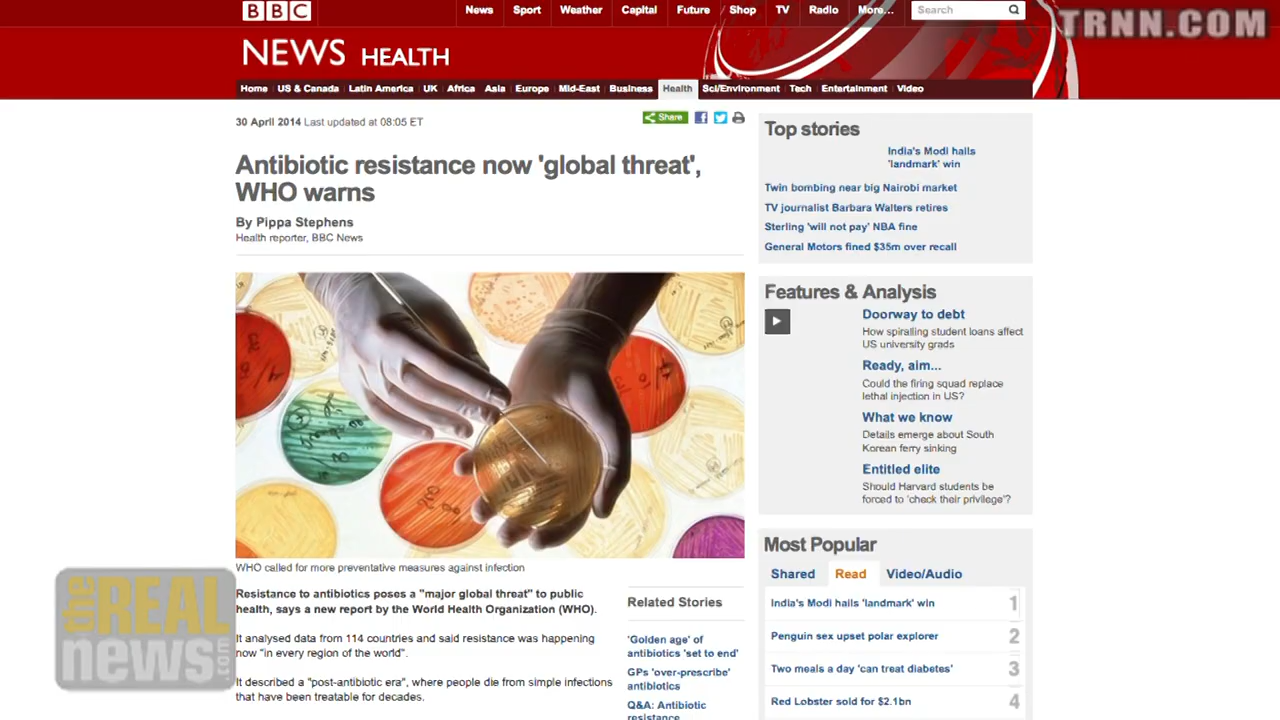 BBC
News Sport Weather Capital Future Shop TV Radio More... Search
TRNN.COM
NEWS HEALTH
Home US & Canada Latin America UK Africa Asia Europe Mid-East Business Health Sci/Environment Tech Entertainment Video
30 April 2014 Last updated at 08:05 ET
Share
Antibiotic resistance now 'global threat',
WHO warns
By Pippa Stephens
Health reporter, BBC News
WHO called for more preventative measures against infection
Resistance to antibiotics poses a "major global threat" to public
health, says a new report by the World Health Organization (WHO).
It analysed data from 114 countries and said resistance was happening
now "in every region of the world".
It described a "post-antibiotic era", where people die from simple infections
that have been treatable for decades.
the REAL
news.com
Related Stories
'Golden age' of
antibiotics 'set to end'
GPs 'over-prescribe'
antibiotics
Q&A: Antibiotic
resistance
Top stories
India's Modi hails
'landmark' win
Twin bombing near big Nairobi market
TV journalist Barbara Walters retires
Sterling 'will not pay' NBA fine
General Motors fined $35m over recall
Features & Analysis
Doorway to debt
How spiralling student loans affect
US university grads
Ready, aim...
Could the firing squad replace
lethal injection in US?
What we know
Details emerge about South
Korean ferry sinking
Entitled elite
Should Harvard students be
forced to 'check their privilege'?
Most Popular
Shared Read Video/Audio
India's Modi hails 'landmark' win 1
Penguin sex upset polar explorer 2
Two meals a day 'can treat diabetes' 3
Red Lobster sold for $2.1bn 4